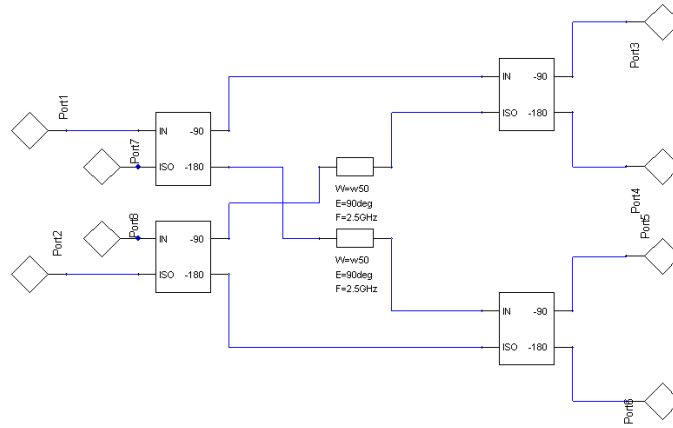 Port3
IN -90
ISO -180
Port1
IN -90
ISO -180
Port7
Port4
W=w50
E=90deg
F=2.5GHz
Port8
Port2
IN -90
ISO -180
Port5
W=w50
E=90deg
F=2.5GHz
IN -90
ISO -180
Port6